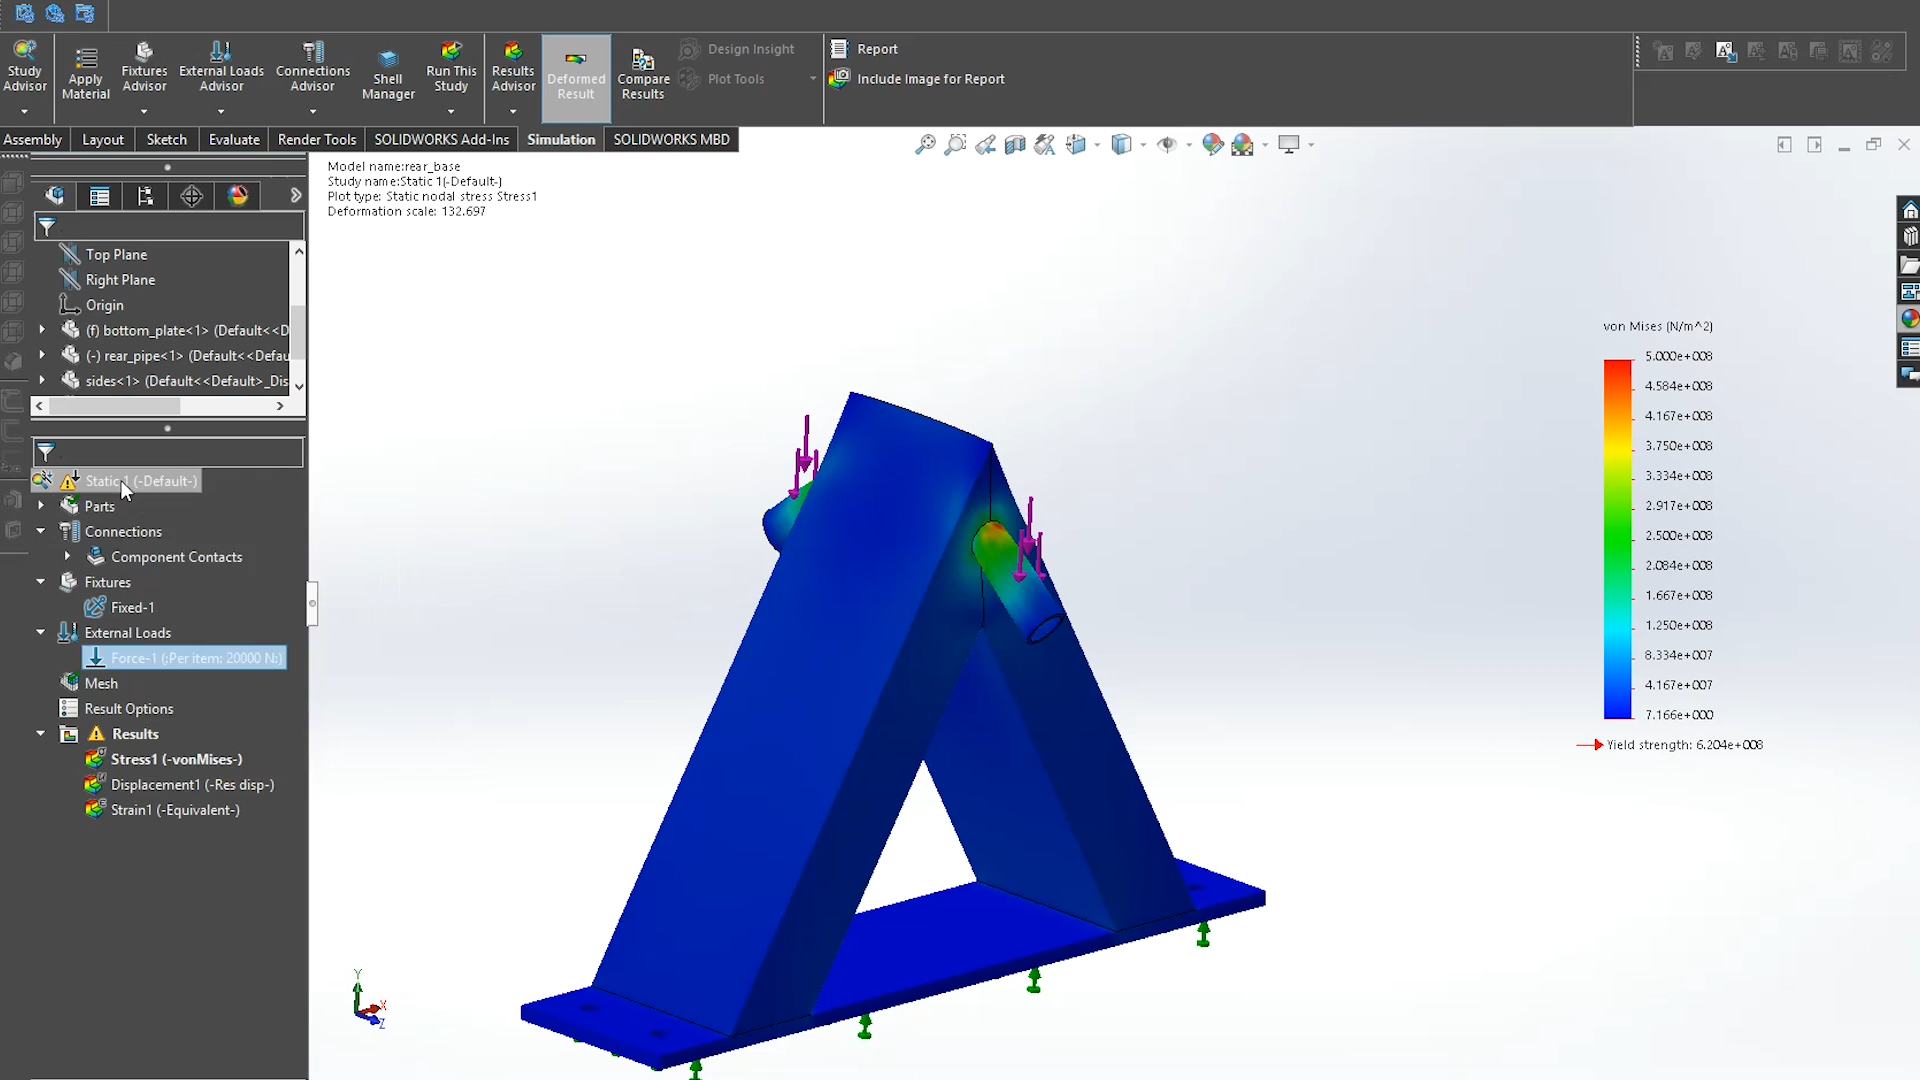 Study Advisor
Apply Material
Fixtures Advisor
External Loads Advisor
Connections Advisor
Shell Manager
Run This Study
Results Advisor
Deformed Result
Compare Results
Design Insight
Plot Tools
Report
Include Image for Report
Assembly
Layout
Sketch
Evaluate
Render Tools
SOLIDWORKS Add-Ins
Simulation
SOLIDWORKS MBD
Model name:rear_base
Study name:Static 1(-Default-)
Plot type: Static nodal stress Stress1
Deformation scale: 132.697
Top Plane
Right Plane
Origin
(f) bottom_plate<1> (Default<<D
(-) rear_pipe<1> (Default<<Defau
sides<1> (Default<<Default>_Dis
Static 1 (-Default-)
Parts
Connections
Component Contacts
Fixtures
Fixed-1
External Loads
Force-1 (:Per item: 20000 N:)
Mesh
Result Options
Results
Stress1 (-vonMises-)
Displacement1 (-Res disp-)
Strain1 (-Equivalent-)
von Mises (N/m^2)
5.000e+008
4.584e+008
4.167e+008
3.750e+008
3.334e+008
2.917e+008
2.500e+008
2.084e+008
1.667e+008
1.250e+008
8.334e+007
4.167e+007
7.166e+000
Yield strength: 6.204e+008
Y
X
Z